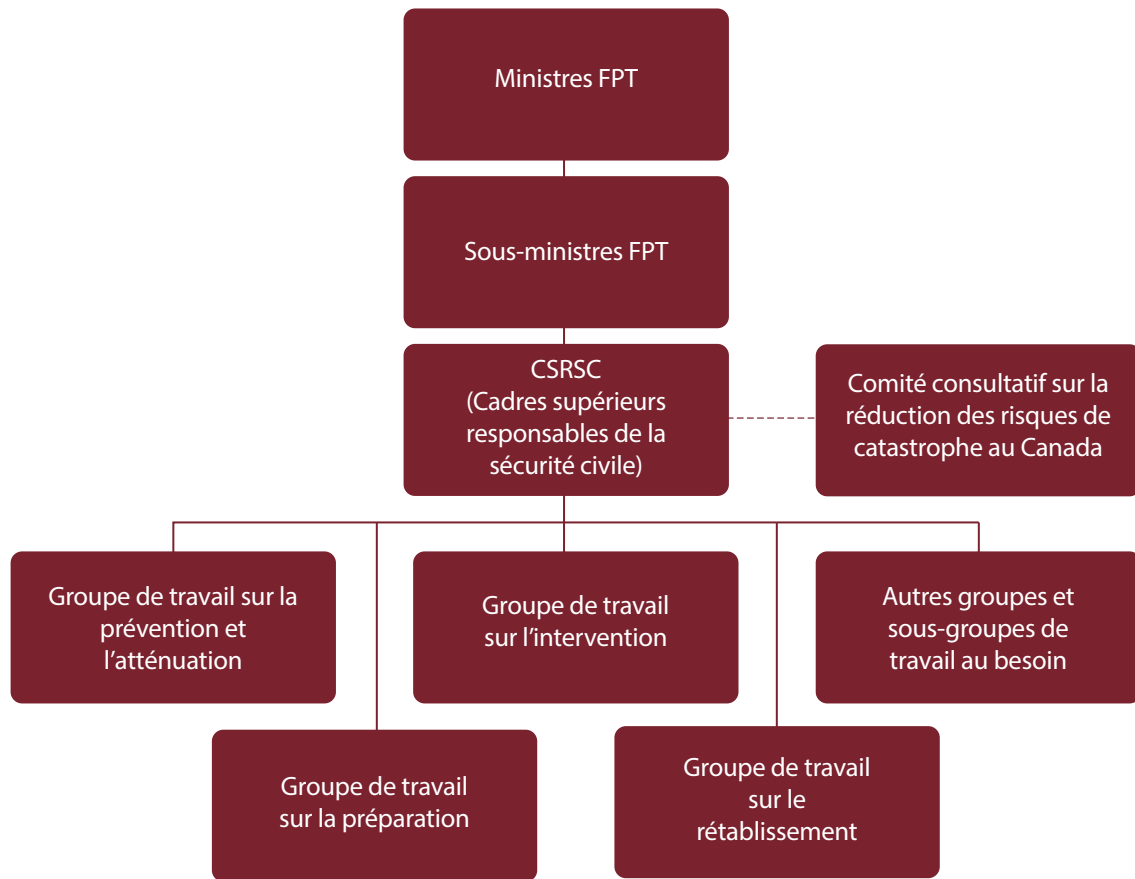 Ministres FPT
Sous-ministres FPT
CSRSC
(Cadres supérieurs
responsables de la
sécurité civile)
Comité consultatif sur la
réduction des risques de
catastrophe au Canada
Groupe de travail sur la
prévention et
l’atténuation
Groupe de travail
sur l’intervention
Autres groupes et
sous-groupes de
travail au besoin
Groupe de travail
sur la préparation
Groupe de travail
sur le
rétablissement